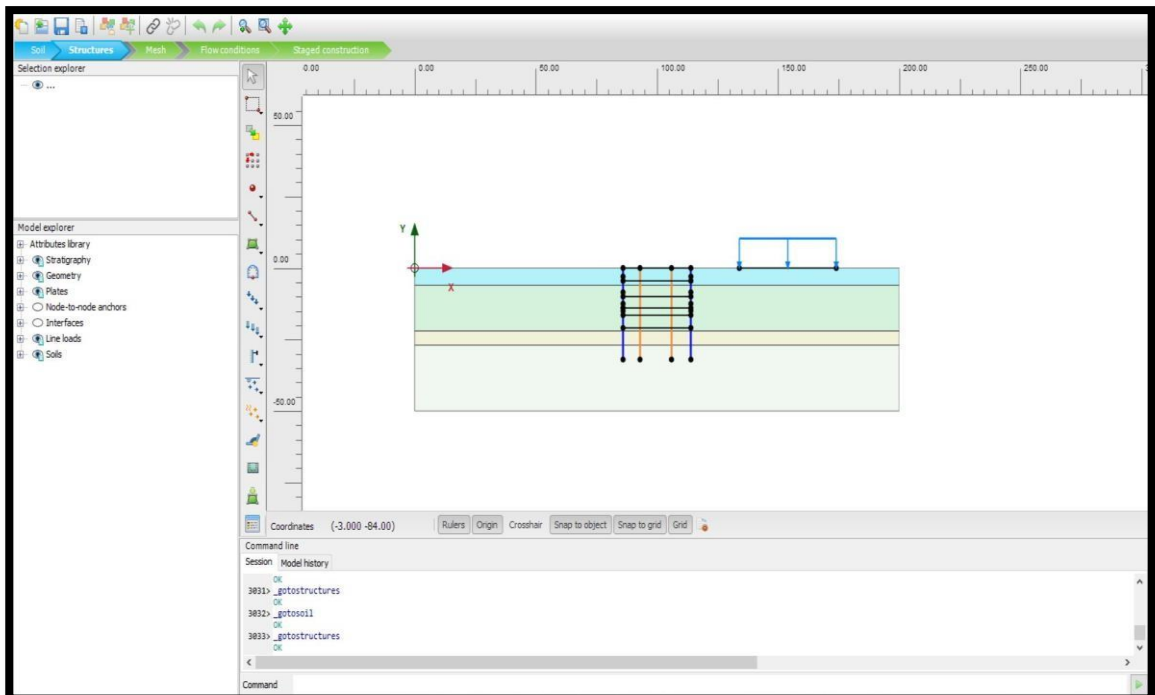 Soil Structures Mesh Flow conditions Staged construction
Selection explorer
...
Model explorer
Attributes library
Stratigraphy
Geometry
Plates
Node-to-node anchors
Interfaces
Line loads
Soils
0.00 0.00 50.00 100.00 150.00 200.00 250.00
50.00
0.00
-50.00
Y
X
Coordinates (-3.000 -84.00) Rulers Origin Crosshair Snap to object Snap to grid Grid
Command line
Session Model history
OK
3031> _gotostructures
OK
3032> _gotosoil
OK
3033> _gotostructures
OK
Command